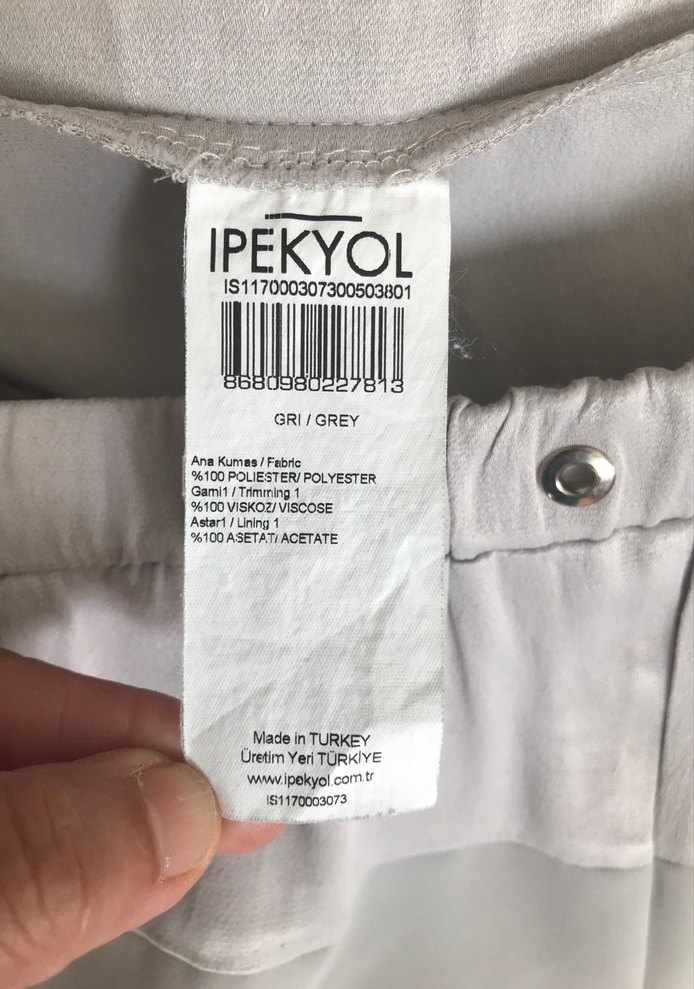 IPEKYOL
IS117000307300503801
8680980227813
GRI / GREY
Ana Kumas / Fabric
%100 POLIESTER/ POLYESTER
Garni1 / Trimming 1
%100 VISKOZ/ VISCOSE
Astar1 / Lining 1
%100 ASETAT/ ACETATE
Made in TURKEY
Üretim Yeri TÜRKİYE
www.ipekyol.com.tr
IS1170003073